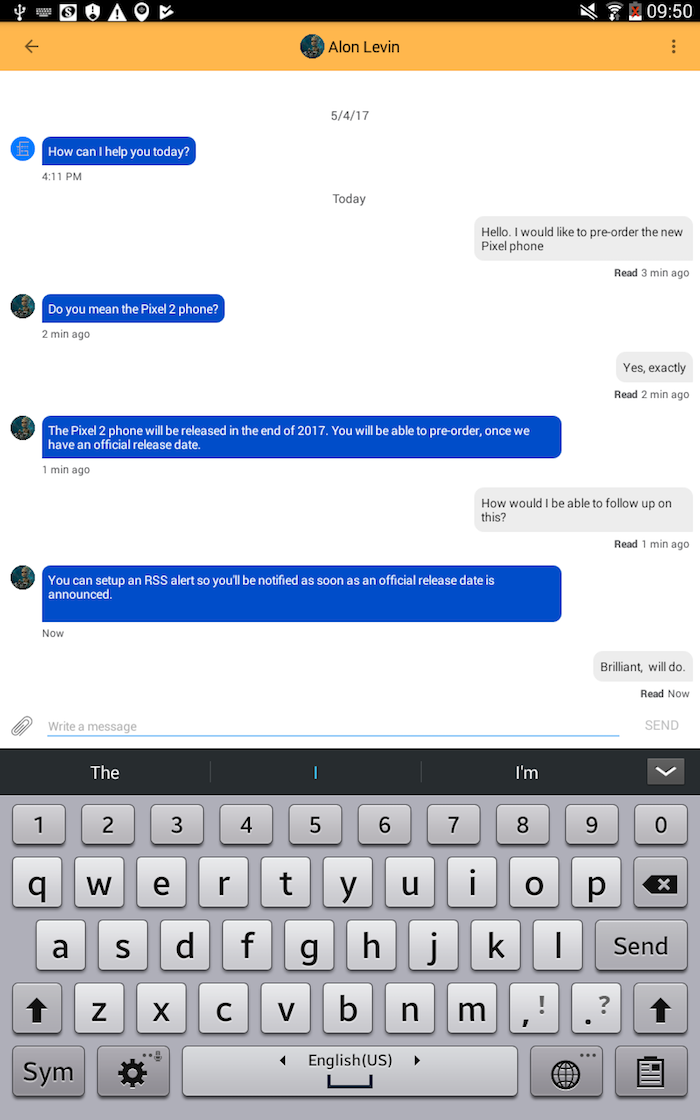 09:50
Alon Levin
5/4/17
How can I help you today?
4:11 PM
Today
Hello. I would like to pre-order the new
Pixel phone
Read 3 min ago
Do you mean the Pixel 2 phone?
2 min ago
Yes, exactly
Read 2 min ago
The Pixel 2 phone will be released in the end of 2017. You will be able to pre-order, once we
have an official release date.
1 min ago
How would I be able to follow up on
this?
Read 1 min ago
You can setup an RSS alert so you'll be notified as soon as an official release date is
announced.
Now
Brilliant,  will do.
Read Now
Write a message SEND
The I I'm
1 2 3 4 5 6 7 8 9 0
q w e r t y u i o p
a s d f g h j k l Send
z x c v b n m , ! . ?
Sym English(US)